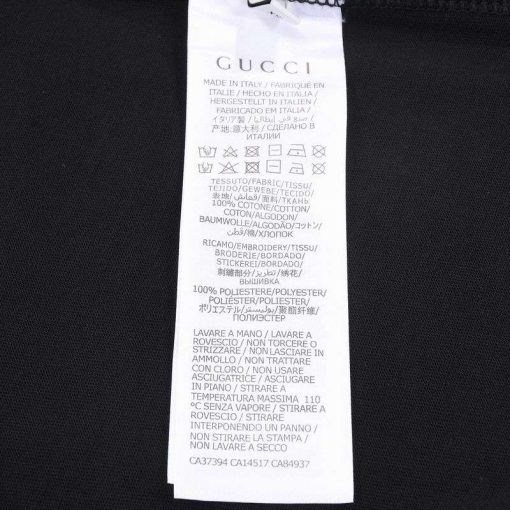 GUCCI
MADE IN ITALY / FABRIQUÉ EN
ITALIE / HECHO EN ITALIA /
HERGESTELLT IN ITALIEN /
FABRICADO EM ITALIA /
イタリア製 / صنع في إيطاليا /
产地:意大利 / СДЕЛАНО В
ИТАЛИИ
TESSUTO/FABRIC/TISSU/
TEJIDO/GEWEBE/TECIDO/
表地/قماش/面料/ТКАНЬ
100% COTONE/COTTON/
COTON/ALGODON/
BAUMWOLLE/ALGODÃO/コットン/
قطن/棉/ХЛОПОК
RICAMO/EMBROIDERY/TISSU/
BRODERIE/BORDADO/
STICKEREI/BORDADO/
刺繍部分/تطريز/绣花/
ВЫШИВКА
100% POLIESTERE/POLYESTER/
POLIÉSTER/POLIESTER/
ポリエステル/بوليستر/聚酯纤维/
ПОЛИЭСТЕР
LAVARE A MANO / LAVARE A
ROVESCIO / NON TORCERE O
STRIZZARE / NON LASCIARE IN
AMMOLLO / NON TRATTARE
CON CLORO / NON USARE
ASCIUGATRICE / ASCIUGARE
IN PIANO / STIRARE A
TEMPERATURA MASSIMA 110
ºC SENZA VAPORE / STIRARE A
ROVESCIO / STIRARE
INTERPONENDO UN PANNO /
NON STIRARE LA STAMPA /
NON LAVARE A SECCO
CA37394 CA14517 CA84937